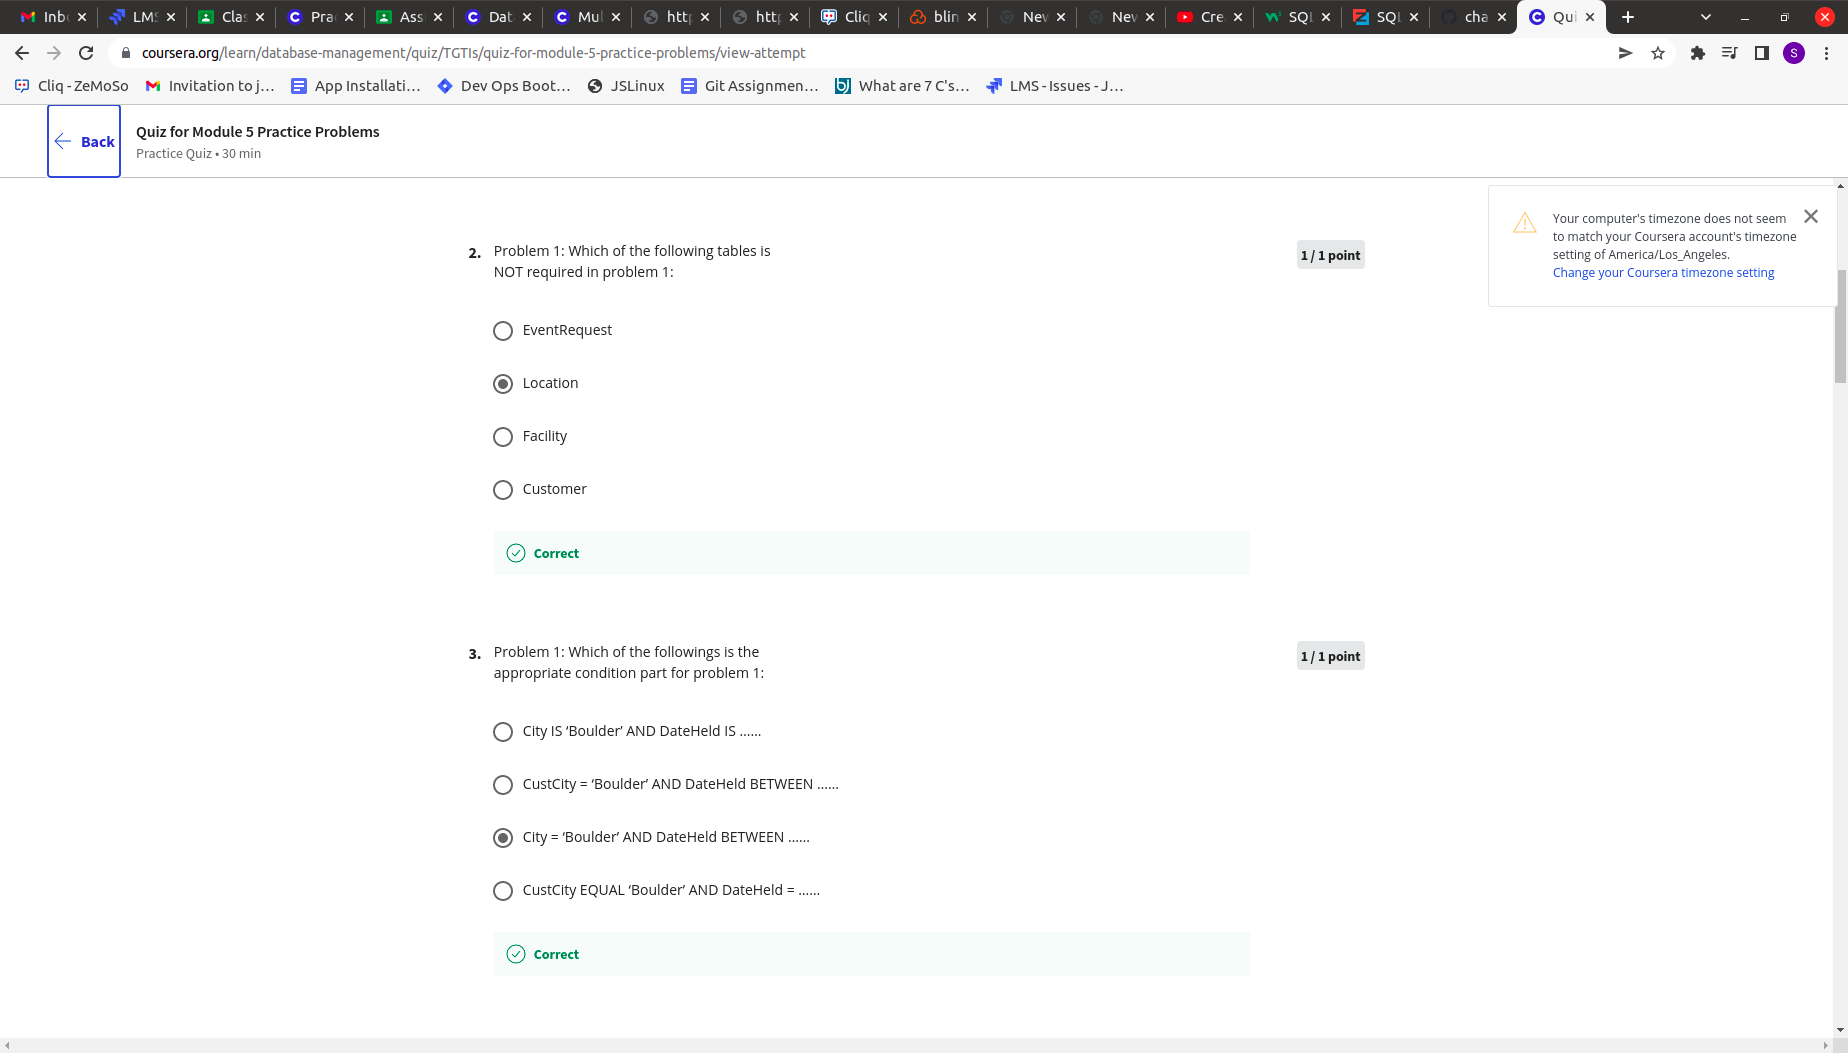 Inb
LMS
Clas
Pra
Ass
Dat
Mul
http
http
Cliq
blin
New
New
Cre
SQL
SQL
cha
Qui
coursera.org/learn/database-management/quiz/TGTIs/quiz-for-module-5-practice-problems/view-attempt
S
Cliq - ZeMoSo
Invitation to j...
App Installati...
Dev Ops Boot...
JSLinux
Git Assignmen...
What are 7 C's...
LMS - Issues - J...
Back
Quiz for Module 5 Practice Problems
Practice Quiz • 30 min
Your computer's timezone does not seem
to match your Coursera account's timezone
setting of America/Los_Angeles.
Change your Coursera timezone setting
2. Problem 1: Which of the following tables is
NOT required in problem 1:
1 / 1 point
EventRequest
Location
Facility
Customer
Correct
3. Problem 1: Which of the followings is the
appropriate condition part for problem 1:
1 / 1 point
City IS ‘Boulder’ AND DateHeld IS ......
CustCity = ‘Boulder’ AND DateHeld BETWEEN ......
City = ‘Boulder’ AND DateHeld BETWEEN ......
CustCity EQUAL ‘Boulder’ AND DateHeld = ......
Correct